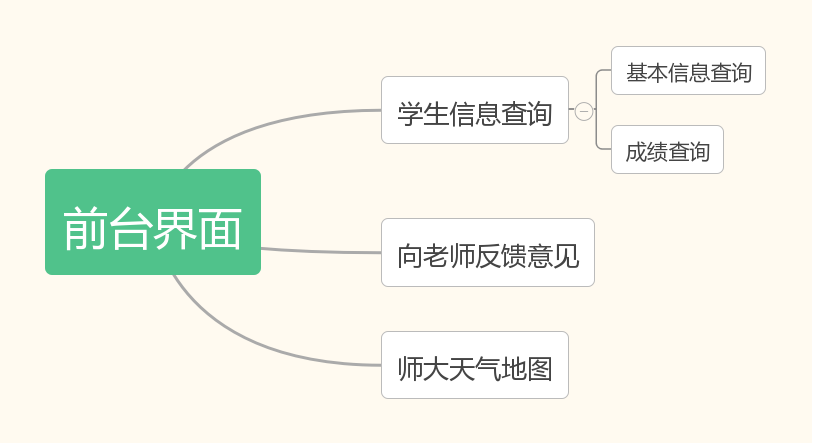 前台界面
学生信息查询
基本信息查询
成绩查询
向老师反馈意见
师大天气地图